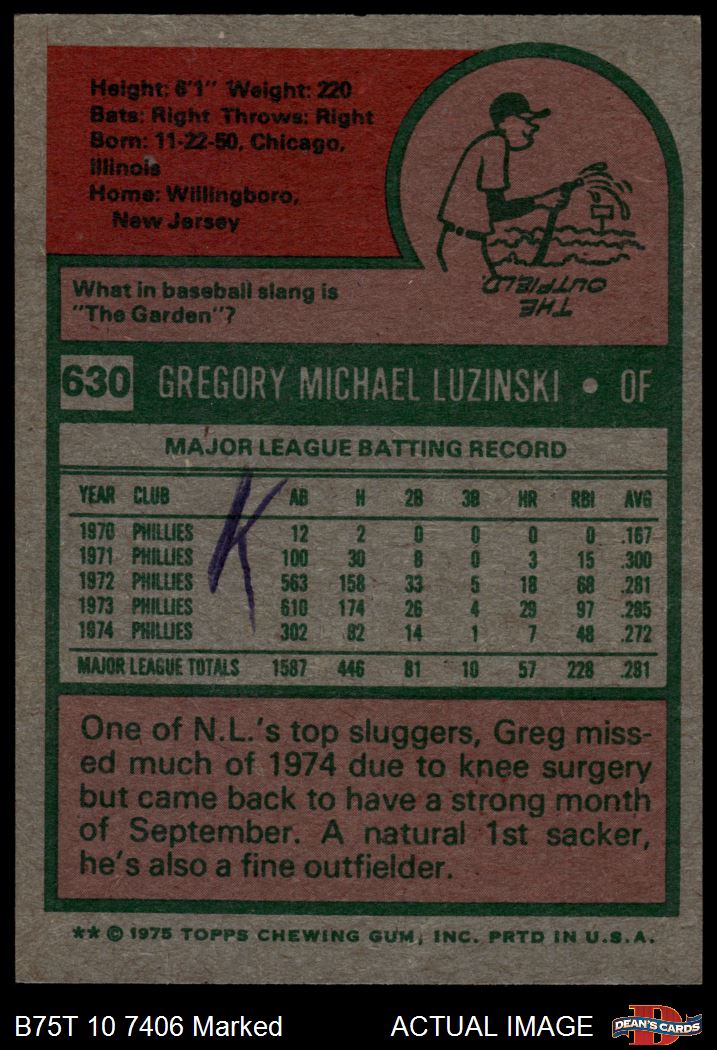 Height: 6'1" Weight: 220
Bats: Right Throws: Right
Born: 11-22-50, Chicago,
Illinois
Home: Willingboro,
New Jersey
THE
OUTFIELD.
What in baseball slang is
"The Garden"?
630 GREGORY MICHAEL LUZINSKI • OF
MAJOR LEAGUE BATTING RECORD
YEAR CLUB AB H 2B 3B HR RBI AVG
1970 PHILLIES 12 2 0 0 0 0 .167
1971 PHILLIES 100 30 8 0 3 15 .300
1972 PHILLIES 563 158 33 5 18 68 .281
1973 PHILLIES 610 174 26 4 29 97 .285
1974 PHILLIES 302 82 14 1 7 48 .272
MAJOR LEAGUE TOTALS 1587 446 81 10 57 228 .281
K
One of N.L.'s top sluggers, Greg miss-
ed much of 1974 due to knee surgery
but came back to have a strong month
of September. A natural 1st sacker,
he's also a fine outfielder.
** © 1975 TOPPS CHEWING GUM, INC. PRTD IN U.S.A.
B75T 10 7406 Marked ACTUAL IMAGE
D
DEAN'S CARDS